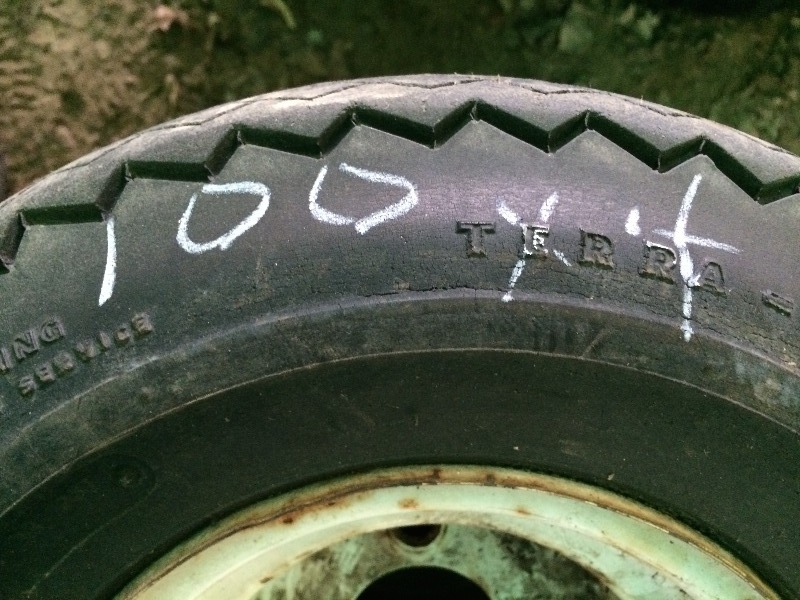 100 y.t
TERRA-
ING
SERVICE